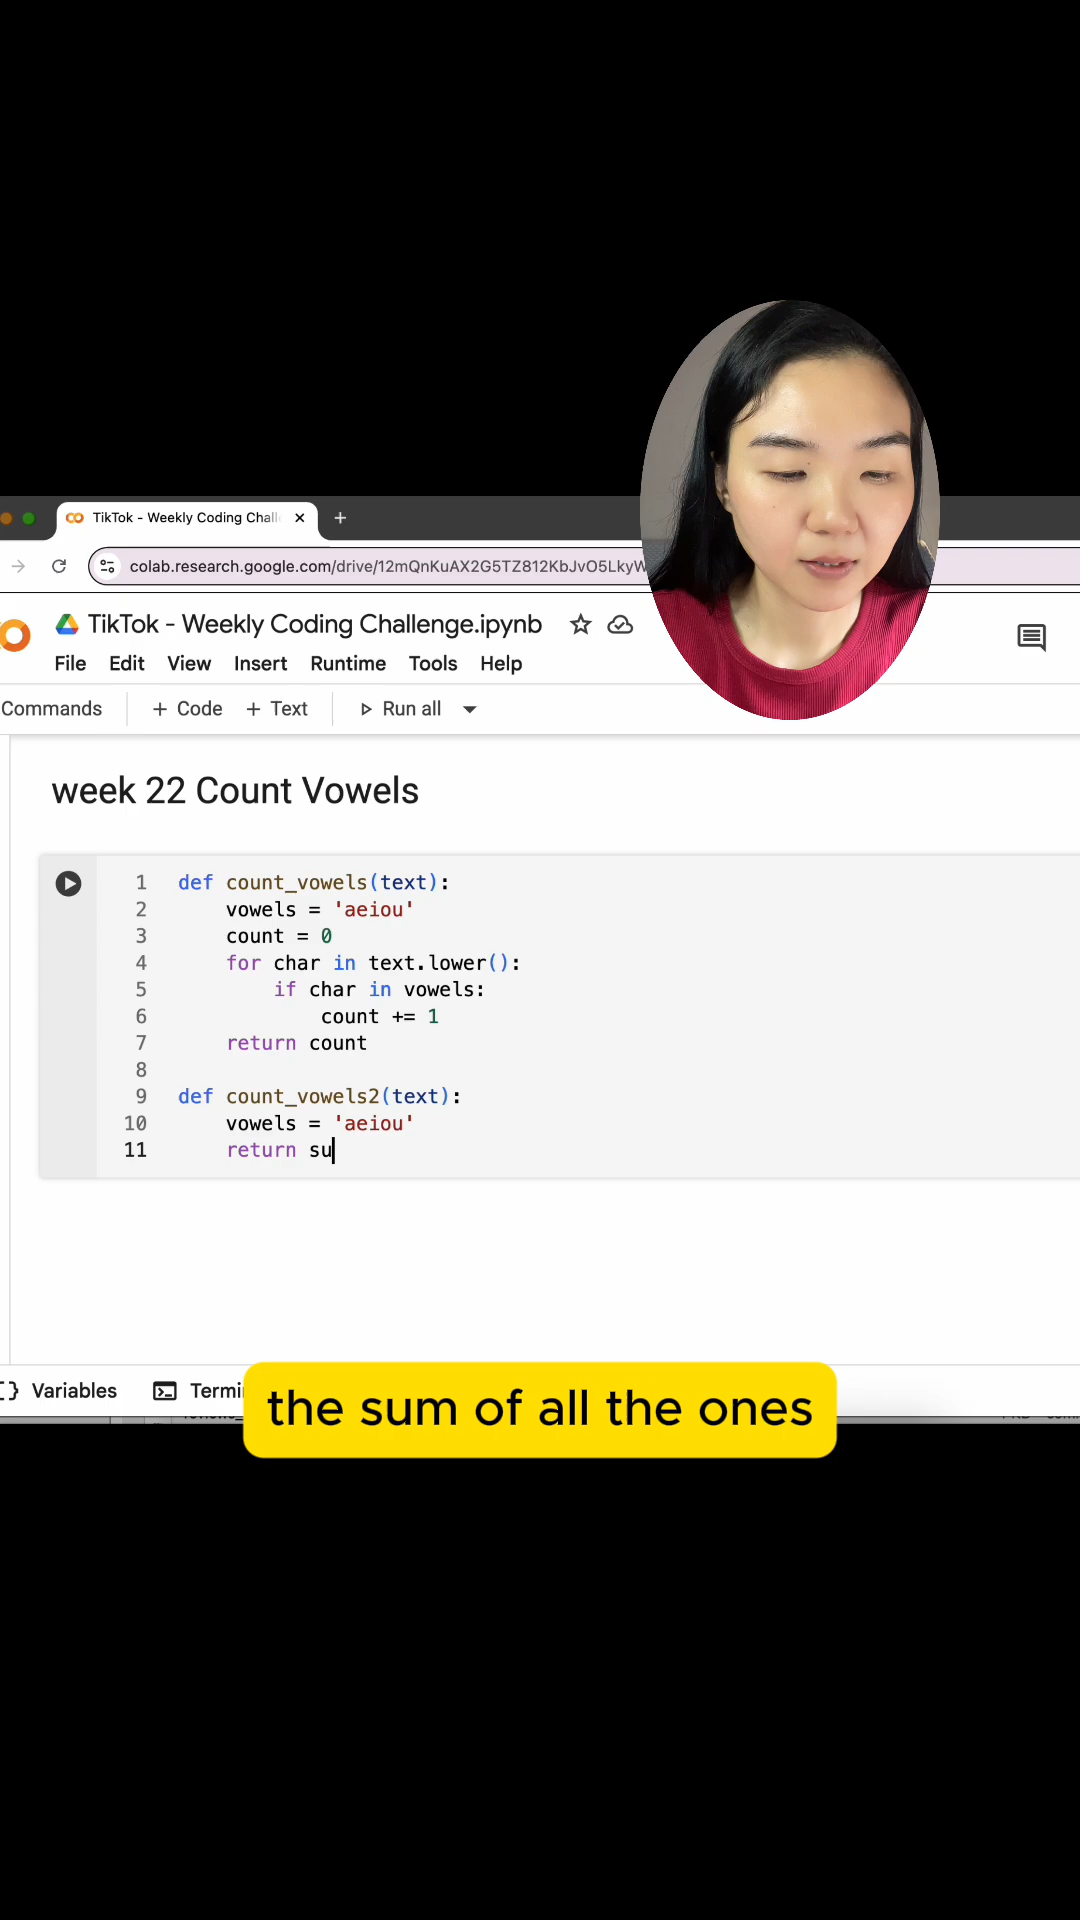 TikTok - Weekly Coding Chall
colab.research.google.com/drive/12mQnKuAX2G5TZ812KbJvO5LkyW
TikTok - Weekly Coding Challenge.ipynb
File Edit View Insert Runtime Tools Help
Commands + Code + Text Run all
week 22 Count Vowels
1 def count_vowels(text):
2 vowels = 'aeiou'
3 count = 0
4 for char in text.lower():
5 if char in vowels:
6 count += 1
7 return count
8
9 def count_vowels2(text):
10 vowels = 'aeiou'
11 return su
Variables Termi
the sum of all the ones